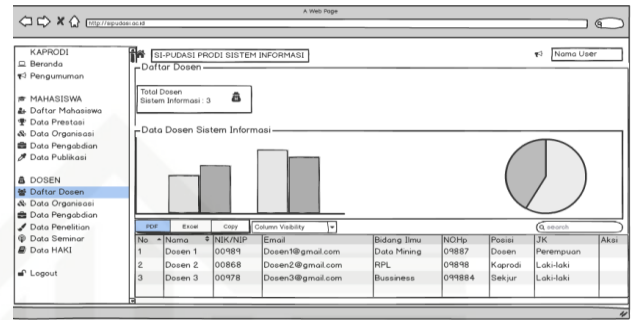 A Web Page
http://sipudasi.ac.id
KAPRODI
Beranda
Pengumuman
MAHASISWA
Daftar Mahasiswa
Data Prestasi
Data Organisasi
Data Pengabdian
Data Publikasi
DOSEN
Daftar Dosen
Data Organisasi
Data Pengabdian
Data Penelitian
Data Seminar
Data HAKI
Logout
SI-PUDASI PRODI SISTEM INFORMASI
Nama User
Daftar Dosen
Total Dosen
Sistem Informasi : 3
Data Dosen Sistem Informasi
PDF Excel Copy Column Visibility search
No Nama NIK/NIP Email Bidang Ilmu NOHp Posisi JK Aksi
1 Dosen 1 00989 Dosen1@gmail.com Data Mining 09887 Dosen Perempuan
2 Dosen 2 00868 Dosen2@gmail.com RPL 09898 Kaprodi Laki-laki
3 Dosen 3 00978 Dosen3@gmail.com Bussiness 099884 Sekjur Laki-laki